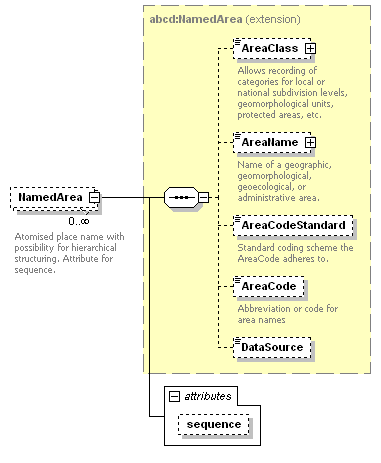 abcd:NamedArea (extension)
AreaClass
Allows recording of
categories for local or
national subdivision levels,
geomorphological units,
protected areas, etc.
AreaName
Name of a geographic,
geomorphological,
geoecological, or
administrative area.
NamedArea
0..∞
Atomised place name with
possibility for hierarchical
structuring. Attribute for
sequence.
AreaCodeStandard
Standard coding scheme the
AreaCode adheres to.
AreaCode
Abbreviation or code for
area names
DataSource
attributes
sequence